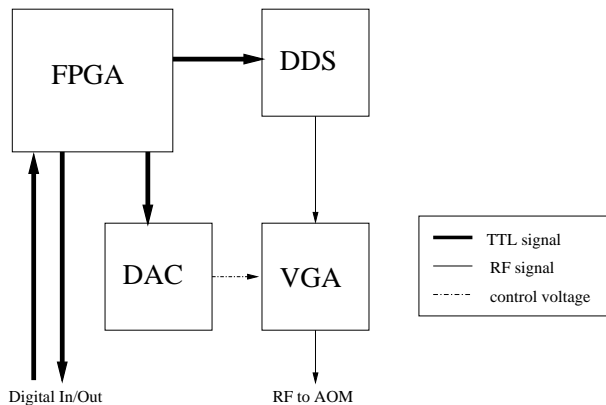 FPGA
DDS
DAC
VGA
TTL signal
RF signal
control voltage
Digital In/Out
RF to AOM